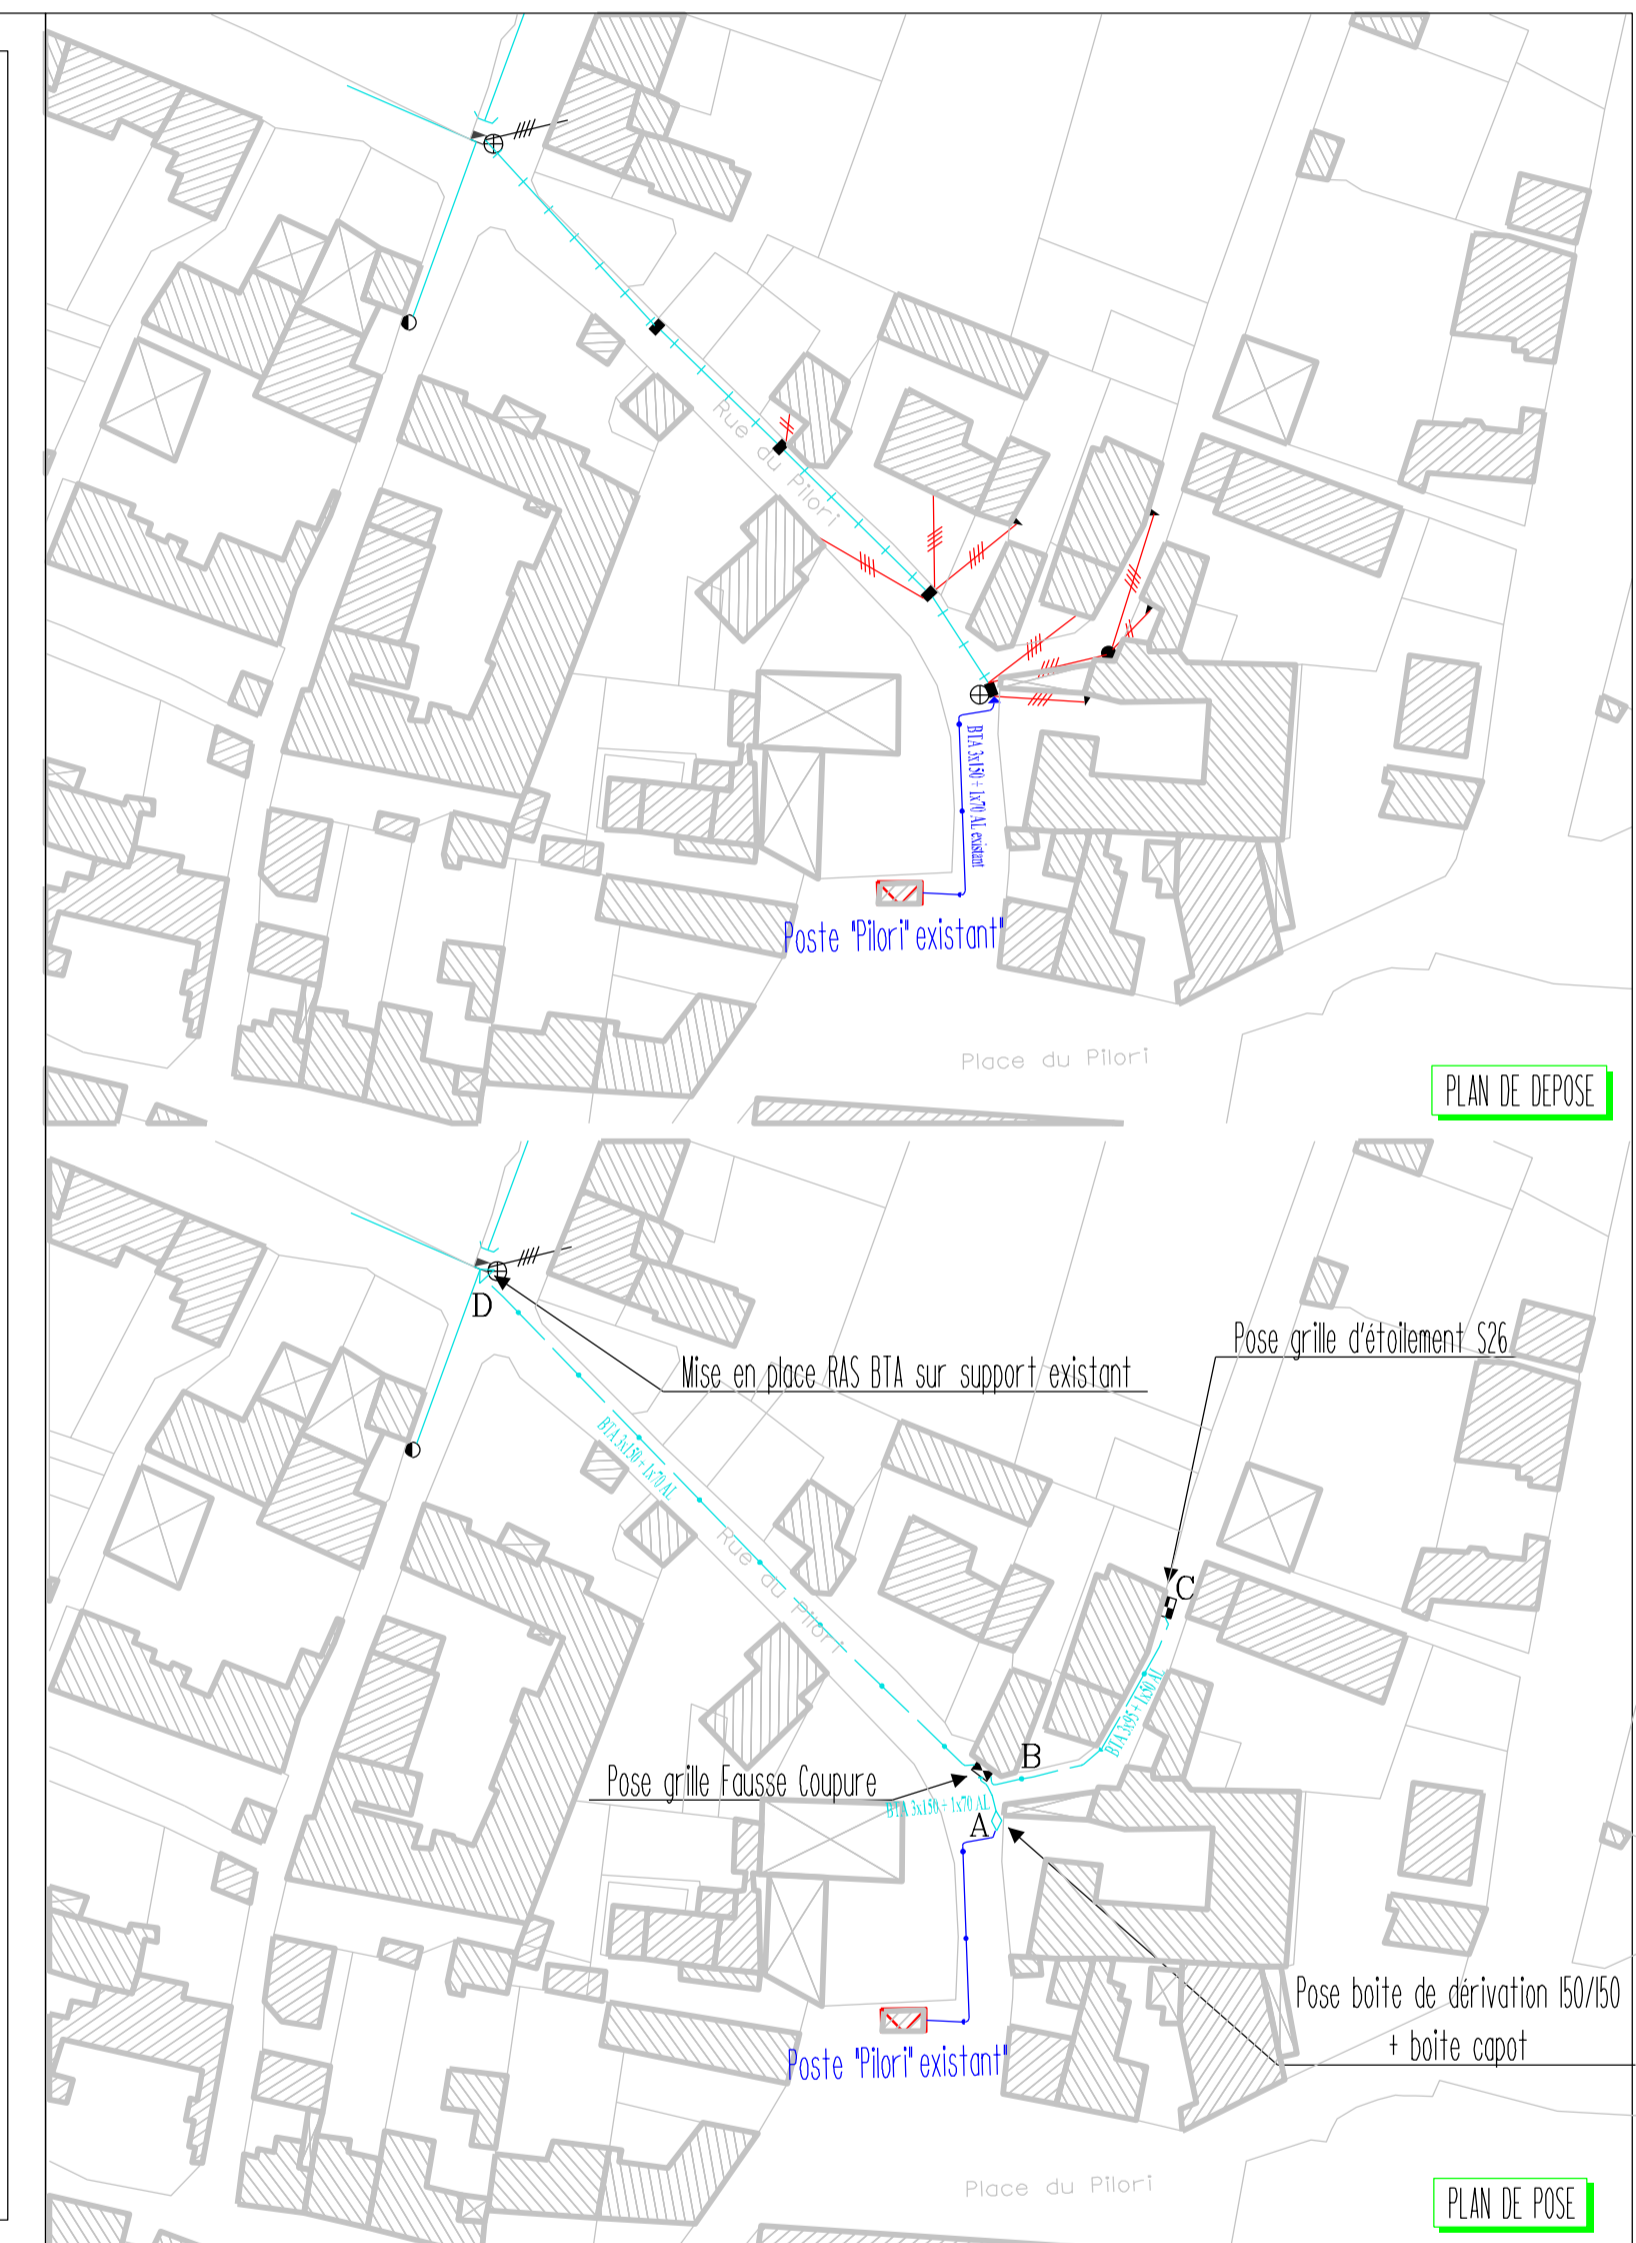 Rue du Pilori
BTA 3x150 + 1x70 AL existant
Poste "Pilori" existant"
Place du Pilori
PLAN DE DEPOSE
D
Pose grille d'étoilement S26
Mise en place RAS BTA sur support existant
BTA 3x150 + 1x70 AL
Rue du Pilori
C
BTA 3x95 + 1x50 AL
B
Pose grille Fausse Coupure
BTA 3x150 + 1x70 AL
A
Pose boite de dérivation 150/150
+ boite capot
Poste "Pilori" existant"
Place du Pilori
PLAN DE POSE